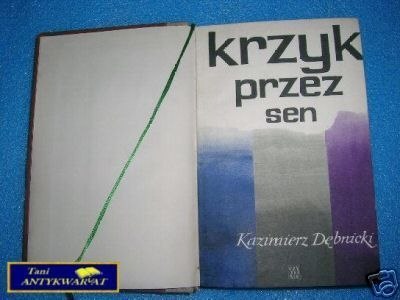 krzyk
przez
sen
Kazimierz Dębnicki
Tani
ANTYKWARIAT